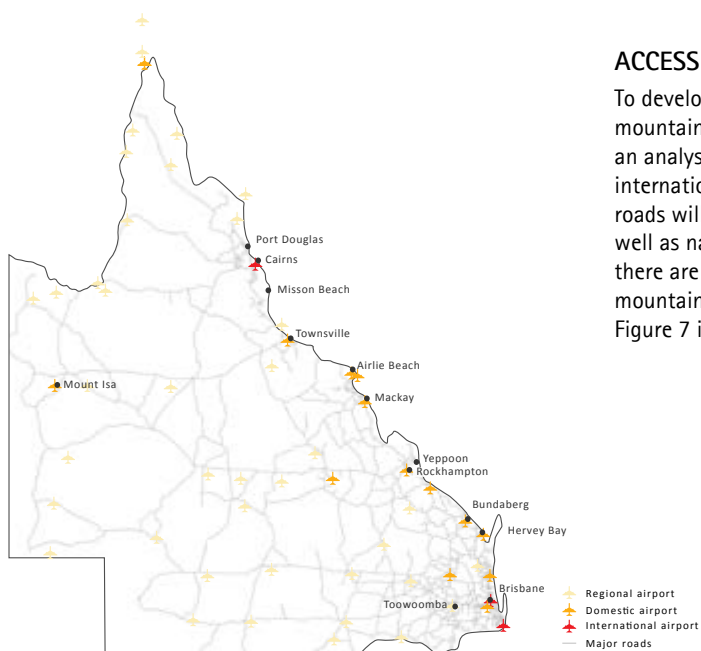 ACCESS
To develo
mountain
an analys
internatio
roads wil
well as na
there are
mountain
Figure 7 i
Port Douglas
Cairns
Misson Beach
Townsville
Airlie Beach
Mount Isa
Mackay
Yeppoon
Rockhampton
Bundaberg
Hervey Bay
Brisbane
Toowoomba
Regional airport
Domestic airport
International airport
Major roads